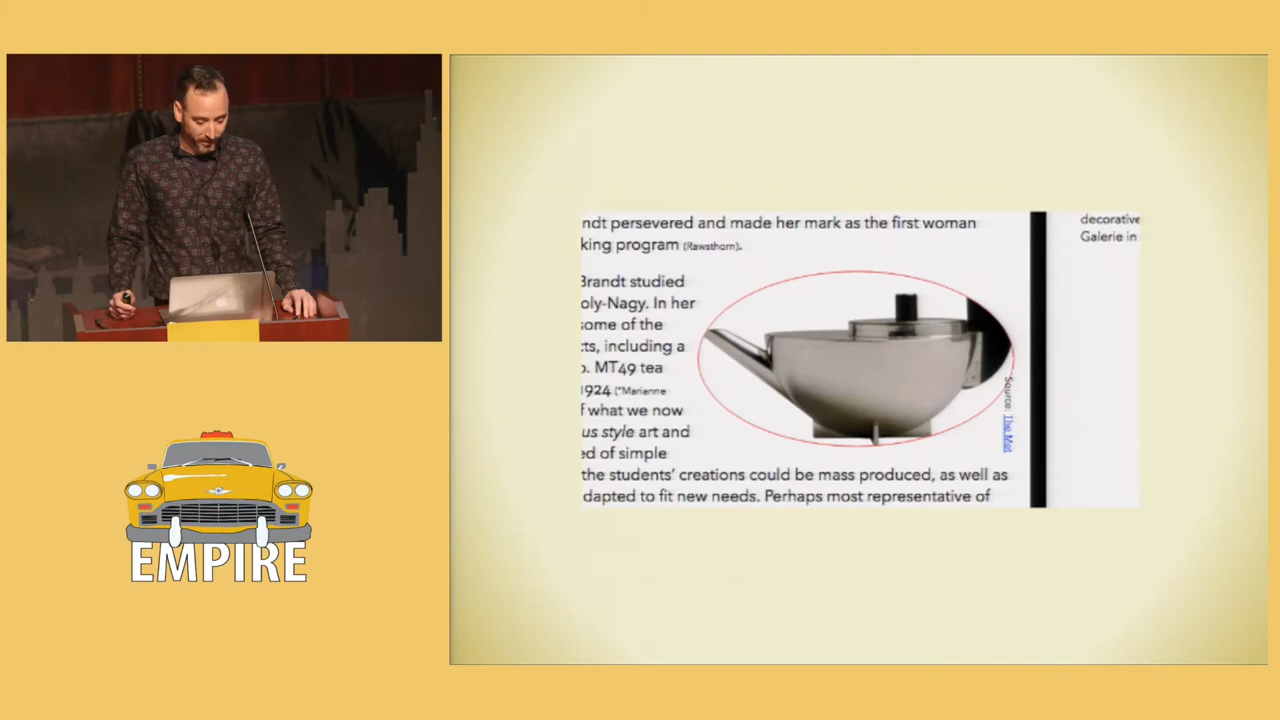 ndt persevered and made her mark as the first woman
king program (Rawsthorn).
Brandt studied
oly-Nagy. In her
some of the
cts, including a
o. MT49 tea
1924 ("Marianne
f what we now
us style art and
ed of simple
the students' creations could be mass produced, as well as
dapted to fit new needs. Perhaps most representative of
Source: The Met
decorative
Galerie in
EMPIRE